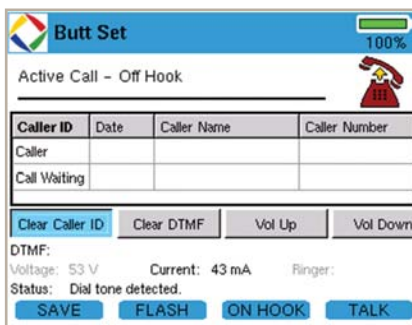 Butt Set
100%
Active Call - Off Hook
Caller ID Date Caller Name Caller Number
Caller
Call Waiting
Clear Caller ID Clear DTMF Vol Up Vol Down
DTMF:
Voltage: 53 V Current: 43 mA Ringer:
Status: Dial tone detected.
SAVE FLASH ON HOOK TALK